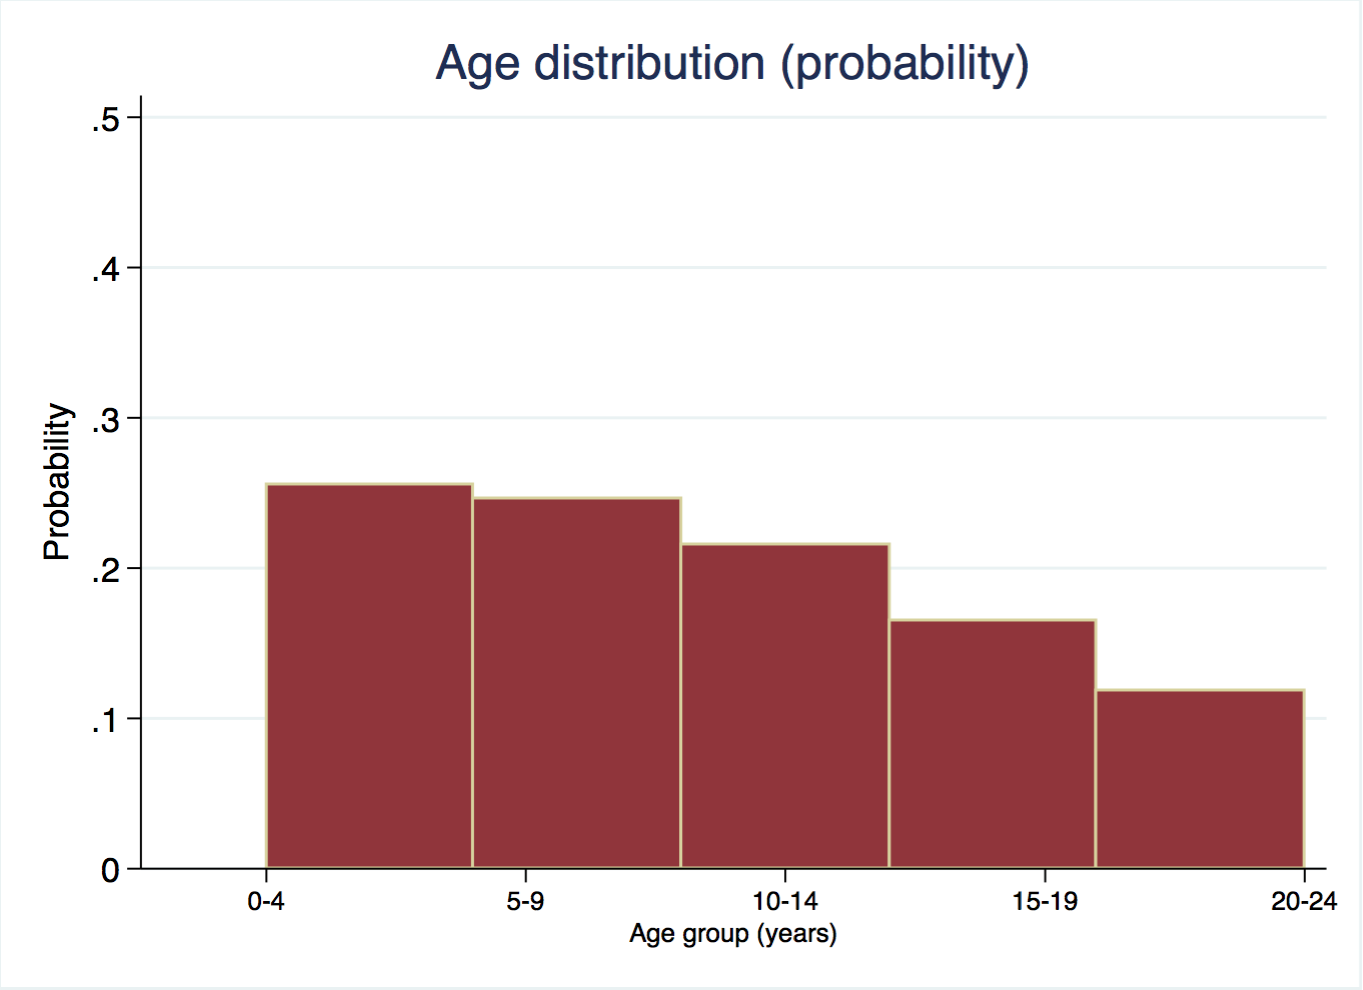 Age distribution (probability)
.5
.4
.3
.2
.1
0
Probability
0-4 5-9 10-14 15-19 20-24
Age group (years)